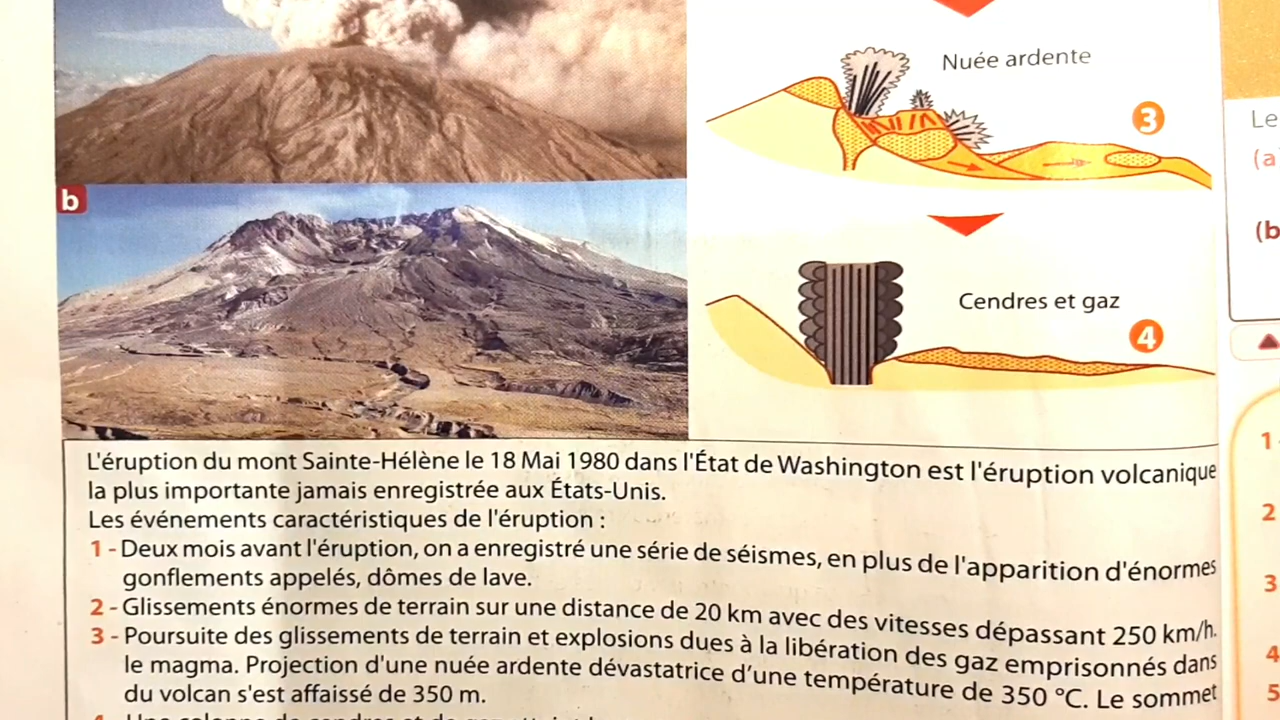 Nuée ardente
3
b
Cendres et gaz
4
L'éruption du mont Sainte-Hélène le 18 Mai 1980 dans l'État de Washington est l'éruption volcanique
la plus importante jamais enregistrée aux États-Unis.
Les événements caractéristiques de l'éruption :
1 - Deux mois avant l'éruption, on a enregistré une série de séismes, en plus de l'apparition d'énormes
gonflements appelés, dômes de lave.
2 - Glissements énormes de terrain sur une distance de 20 km avec des vitesses dépassant 250 km/h.
3 - Poursuite des glissements de terrain et explosions dues à la libération des gaz emprisonnés dans
le magma. Projection d'une nuée ardente dévastatrice d'une température de 350 °C. Le sommet
du volcan s'est affaissé de 350 m.
Le
(a
(b
1
2
3
4
5